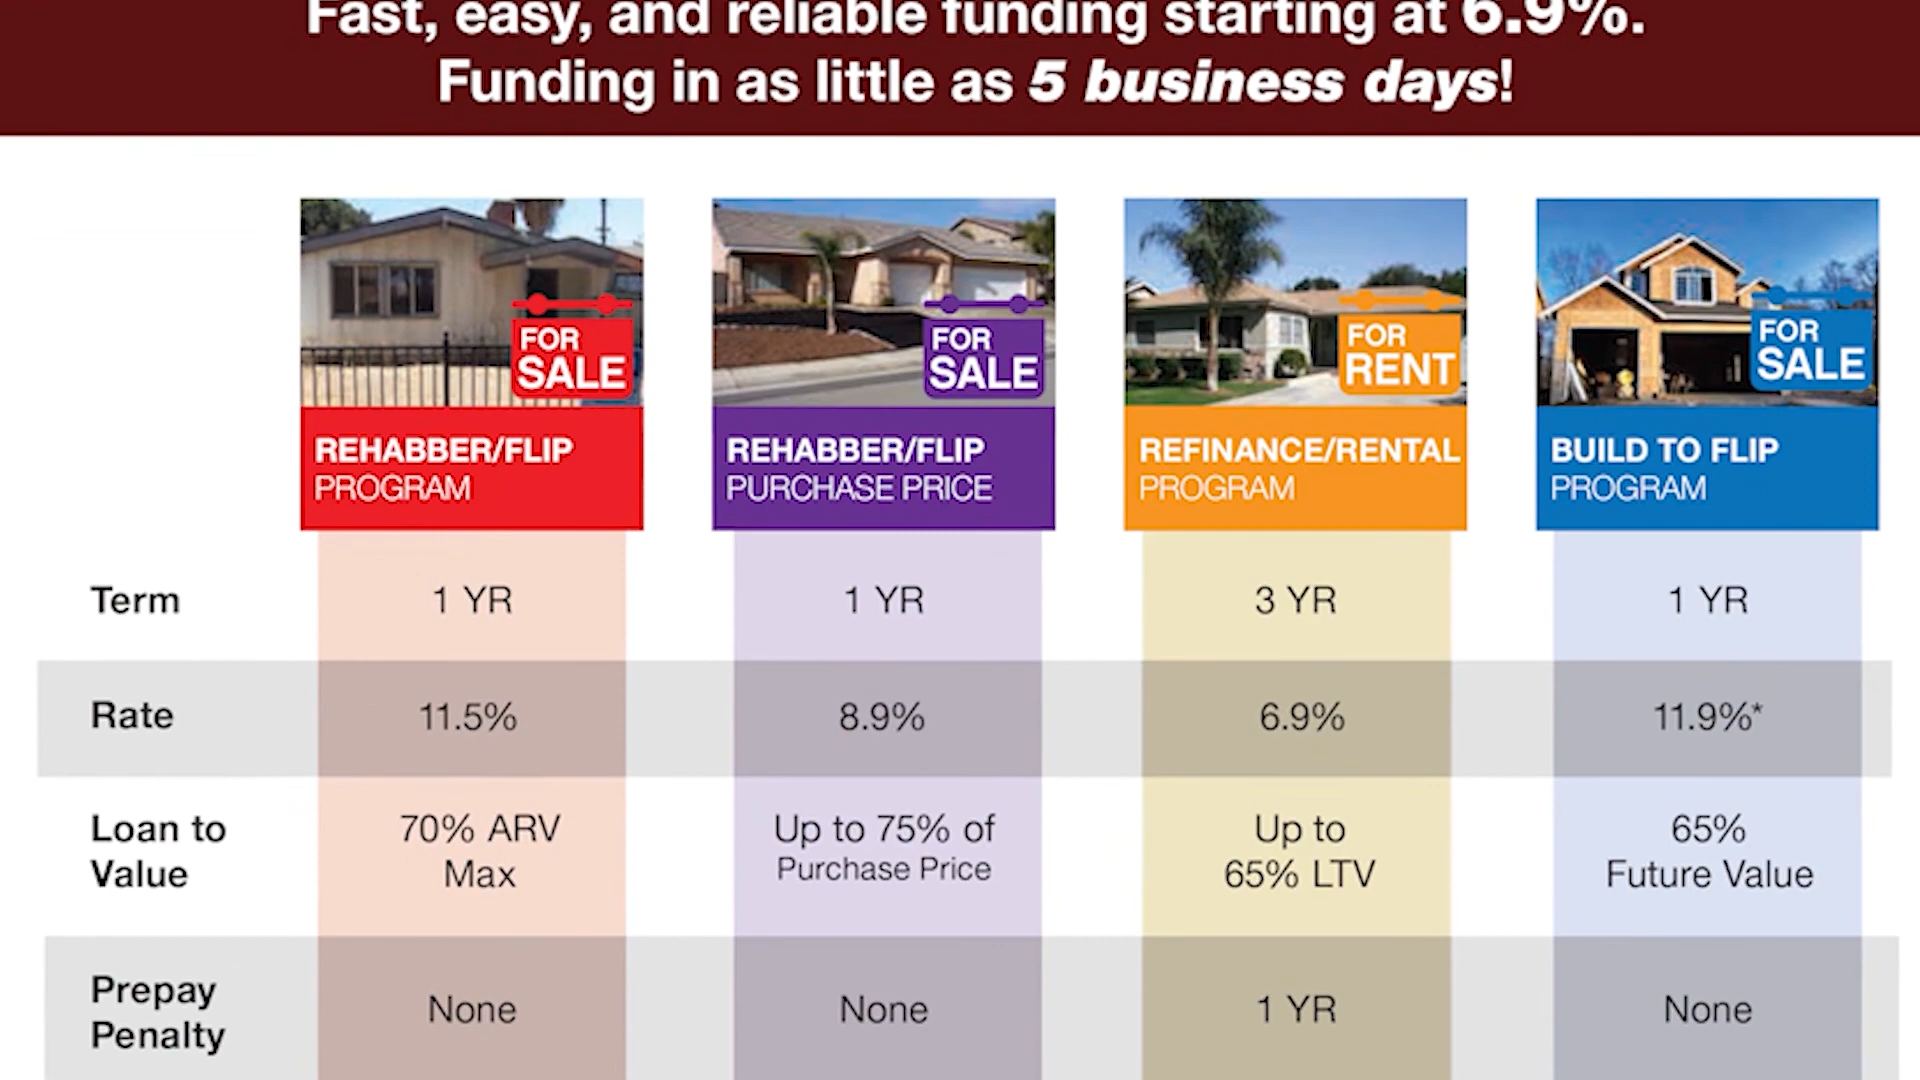 Fast, easy, and reliable funding starting at 6.9%.
Funding in as little as 5 business days!
FOR
SALE
FOR
SALE
FOR
RENT
FOR
SALE
REHABBER/FLIP
PROGRAM
REHABBER/FLIP
PURCHASE PRICE
REFINANCE/RENTAL
PROGRAM
BUILD TO FLIP
PROGRAM
Term 1 YR 1 YR 3 YR 1 YR
Rate 11.5% 8.9% 6.9% 11.9%*
Loan to 70% ARV Up to 75% of Up to 65%
Value Max Purchase Price 65% LTV Future Value
Prepay
Penalty None None 1 YR None